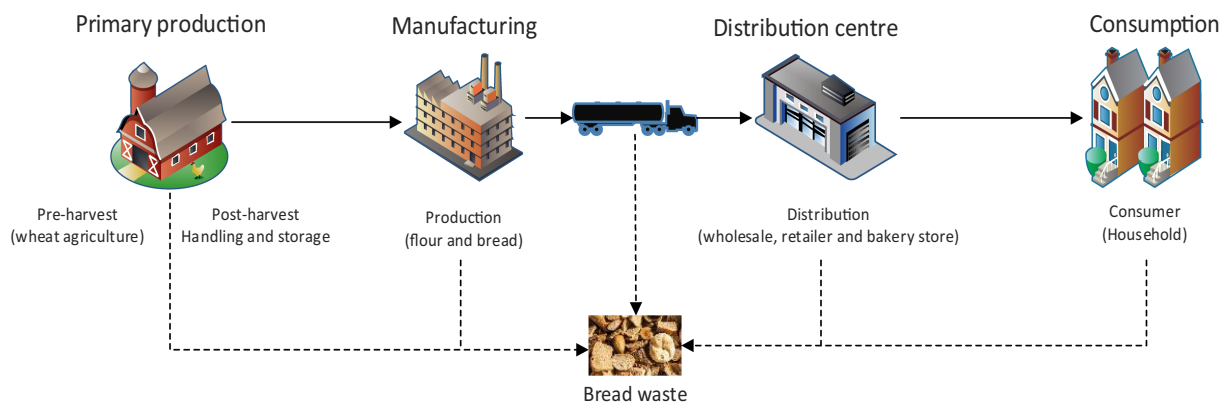 Primary production
Manufacturing
Distribution centre
Consumption
Pre-harvest
(wheat agriculture)
Post-harvest
Handling and storage
Production
(flour and bread)
Distribution
(wholesale, retailer and bakery store)
Consumer
(Household)
Bread waste